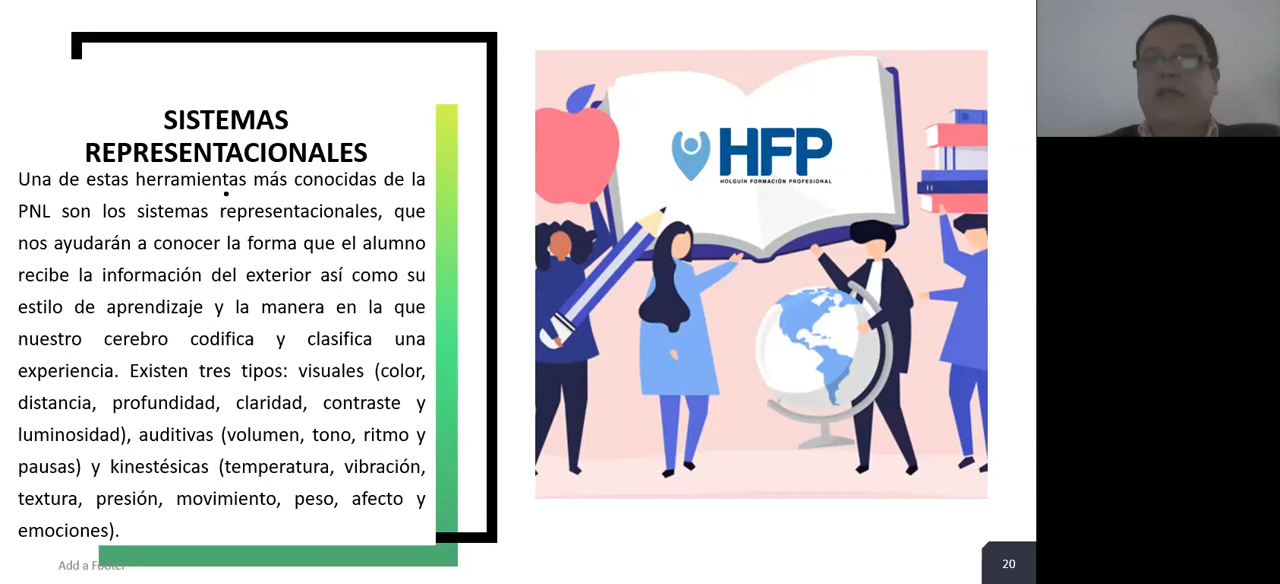 SISTEMAS
REPRESENTACIONALES
Una de estas herramientas más conocidas de la
PNL son los sistemas representacionales, que
nos ayudarán a conocer la forma que el alumno
recibe la información del exterior así como su
estilo de aprendizaje y la manera en la que
nuestro cerebro codifica y clasifica una
experiencia. Existen tres tipos: visuales (color,
distancia, profundidad, claridad, contraste y
luminosidad), auditivas (volumen, tono, ritmo y
pausas) y kinestésicas (temperatura, vibración,
textura, presión, movimiento, peso, afecto y
emociones).
Add a Footer
HFP
HOLGUÍN FORMACIÓN PROFESIONAL
20